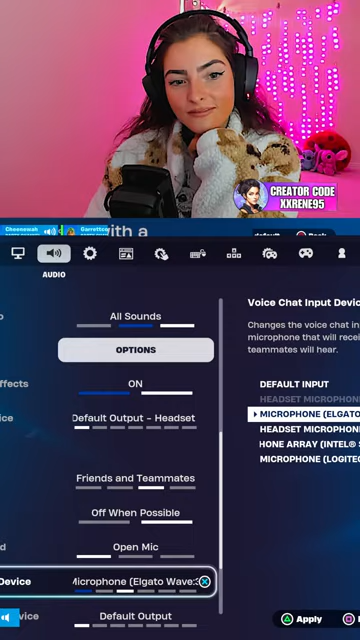 CREATOR CODE
XXRENE95
Garrettco
with a
AUDIO
All Sounds
OPTIONS
ffects
ON
ice
Default Output - Headset
Friends and Teammates
Off When Possible
d
Open Mic
Device
Microphone (Elgato Wave:3
vice
Default Output
Voice Chat Input Devic
Changes the voice chat in
microphone that will recei
teammates will hear.
DEFAULT INPUT
HEADSET MICROPHONE
MICROPHONE (ELGATO
HEADSET MICROPHON
HONE ARRAY (INTEL®
MICROPHONE (LOGITEC
Apply